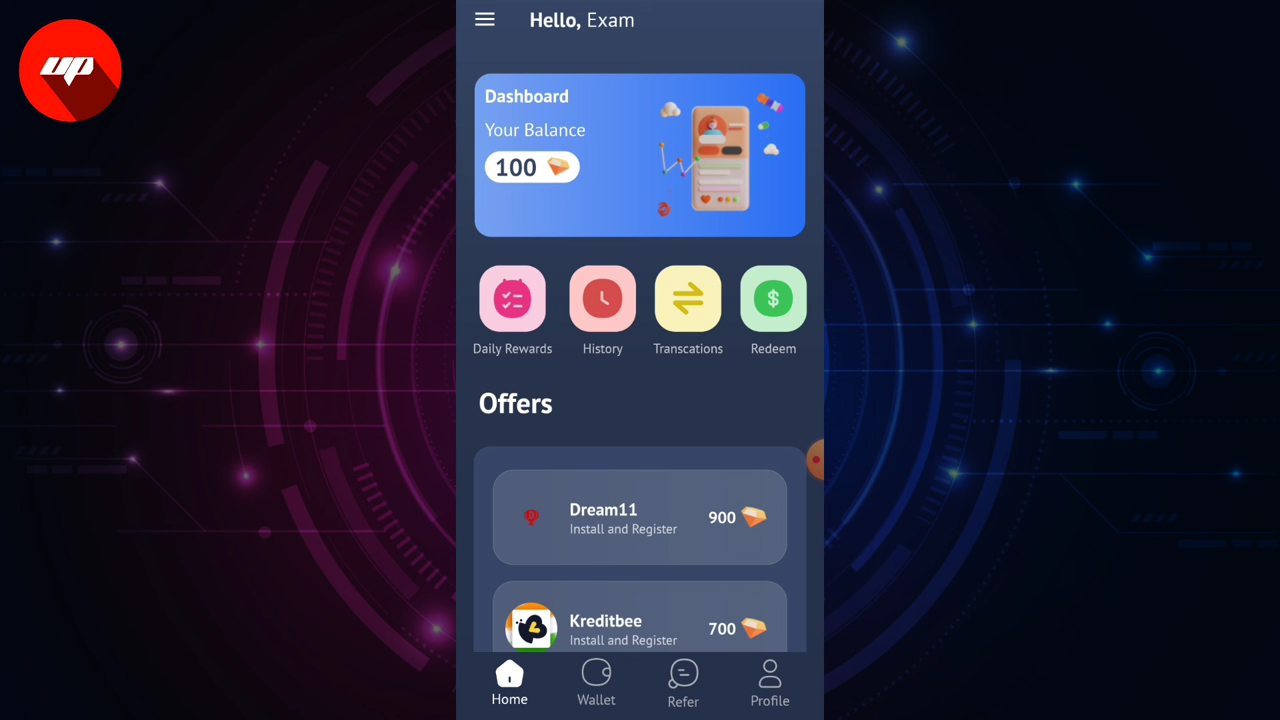 up
Hello, Exam
Dashboard
Your Balance
100
Daily Rewards
History
Transcations
Redeem
Offers
Dream11
Install and Register
900
Kreditbee
Install and Register
700
Home
Wallet
Refer
Profile